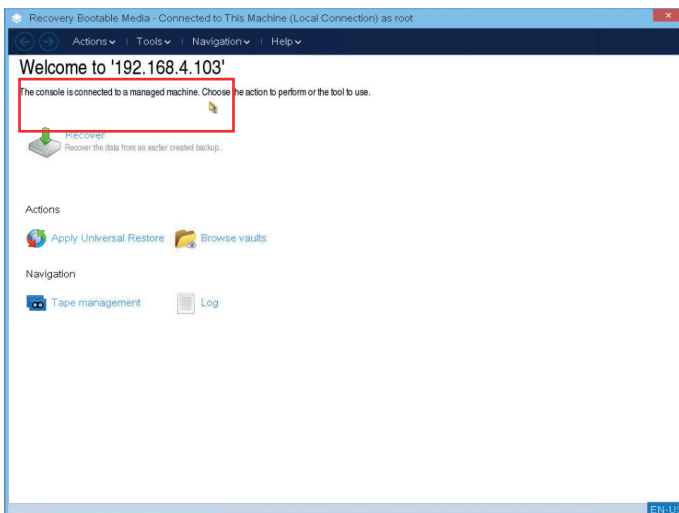 Recovery Bootable Media - Connected to This Machine (Local Connection) as root
Actions Tools Navigation Help
Welcome to '192.168.4.103'
The console is connected to a managed machine. Choose the action to perform or the tool to use.
Recover
Recover the data from an earlier created backup.
Actions
Apply Universal Restore Browse vaults
Navigation
Tape management Log
EN-US